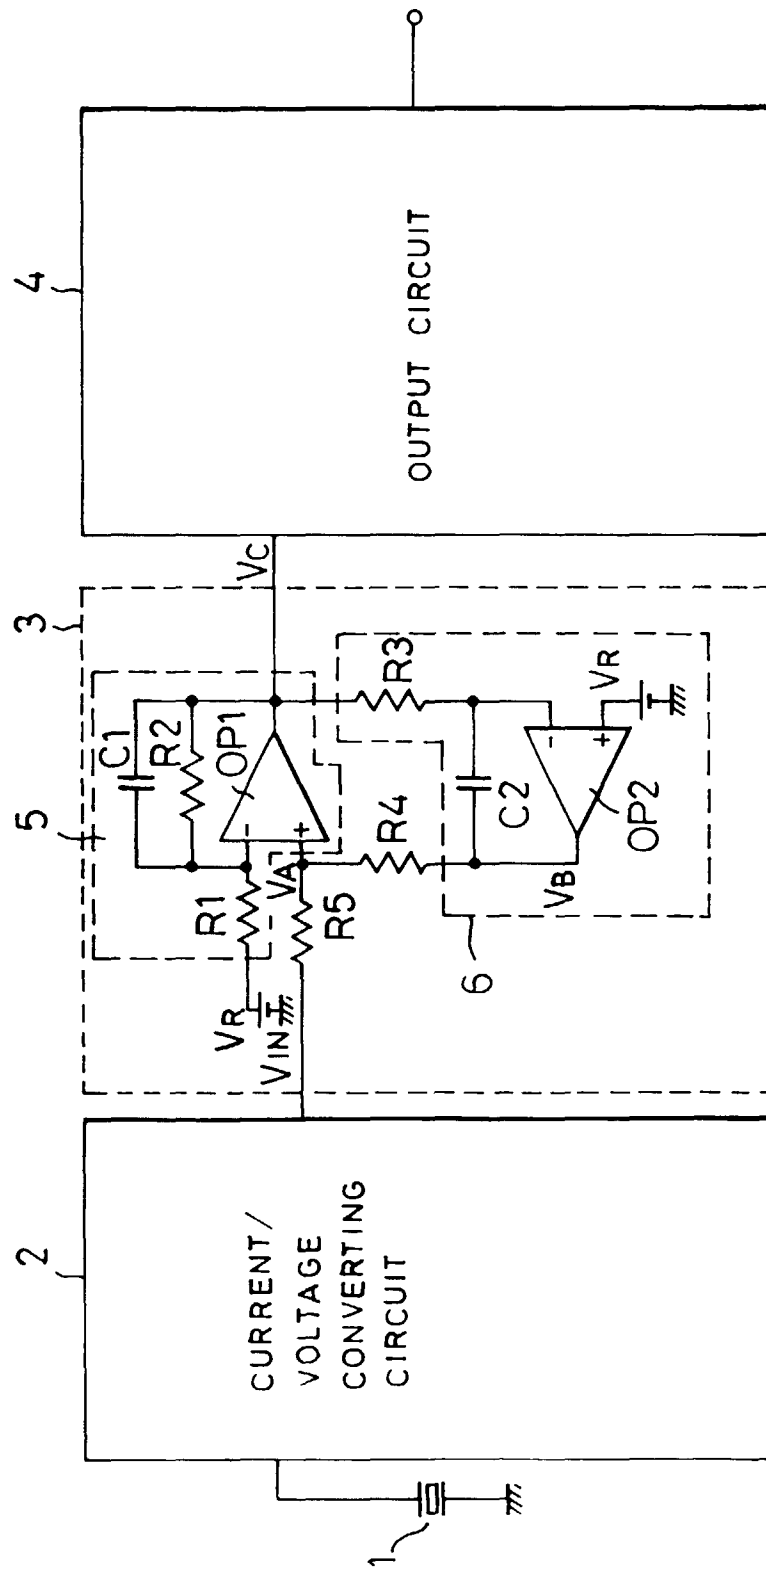 1
2
CURRENT/
VOLTAGE
CONVERTING
CIRCUIT
3
5
C1
R2
OP1
-
+
R1
VR
VIN
VA
R5
R4
R3
VC
6
C2
VB
OP2
-
+
VR
4
OUTPUT CIRCUIT